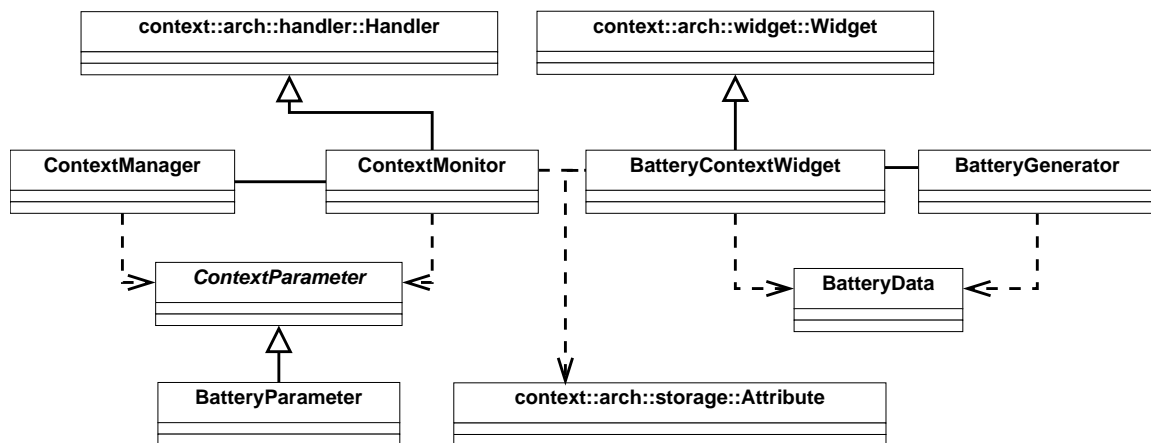 context::arch::handler::Handler
context::arch::widget::Widget
ContextManager
ContextMonitor
BatteryContextWidget
BatteryGenerator
ContextParameter
BatteryData
BatteryParameter
context::arch::storage::Attribute